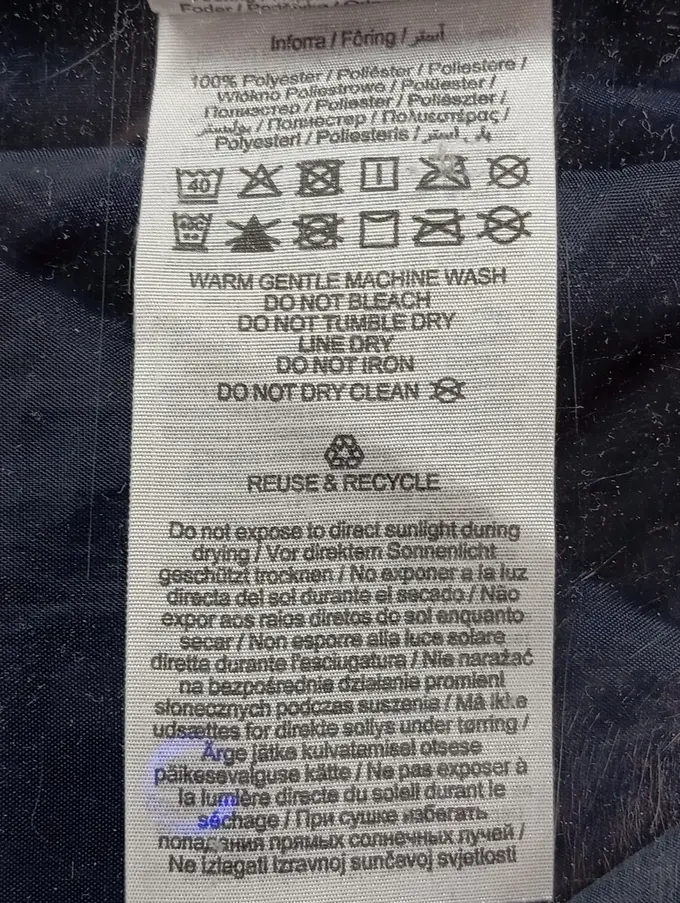 Foder /
Inforra / Fôring / آستر
100% Polyester / Poliéster / Poliestere /
Włókno Poliestrowe / Polüester /
Полиэстер / Poliester / Poliészter /
بوليستر / Полиестер / Πολυεστέρας /
Polyesteri / Poliesteris /
40
WARM GENTLE MACHINE WASH
DO NOT BLEACH
DO NOT TUMBLE DRY
LINE DRY
DO NOT IRON
DO NOT DRY CLEAN
REUSE & RECYCLE
Do not expose to direct sunlight during
drying / Vor direktem Sonnenlicht
geschützt trocknen / No exponer a la luz
directa del sol durante el secado / Não
expor aos raios diretos do sol enquanto
secar / Non esporre alla luce solare
diretta durante l'asciugatura / Nie narażać
na bezpośrednie działanie promieni
słonecznych podczas suszenia / Må ikke
udsættes for direkte sollys under tørring /
Ärge jätke kuivatamisel otsese
päikesevalguse kätte / Ne pas exposer à
la lumière directe du soleil durant le
séchage / При сушке избегать
попадания прямых солнечных лучей /
Ne izlagati izravnoj sunčevoj svjetlosti